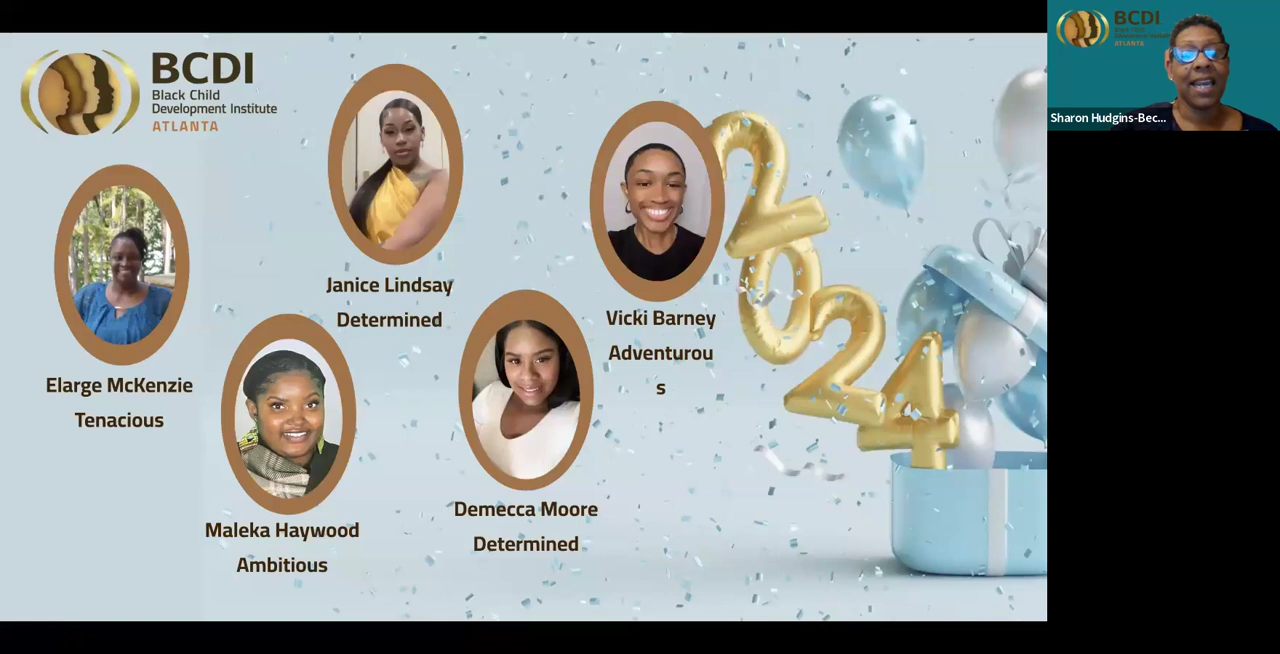 BCDI
Black Child
Development Institute
ATLANTA
Elarge McKenzie
Tenacious
Maleka Haywood
Ambitious
Janice Lindsay
Determined
Demecca Moore
Determined
Vicki Barney
Adventurou
s
2024
BCDI
ATLANTA
Sharon Hudgins-Bec...